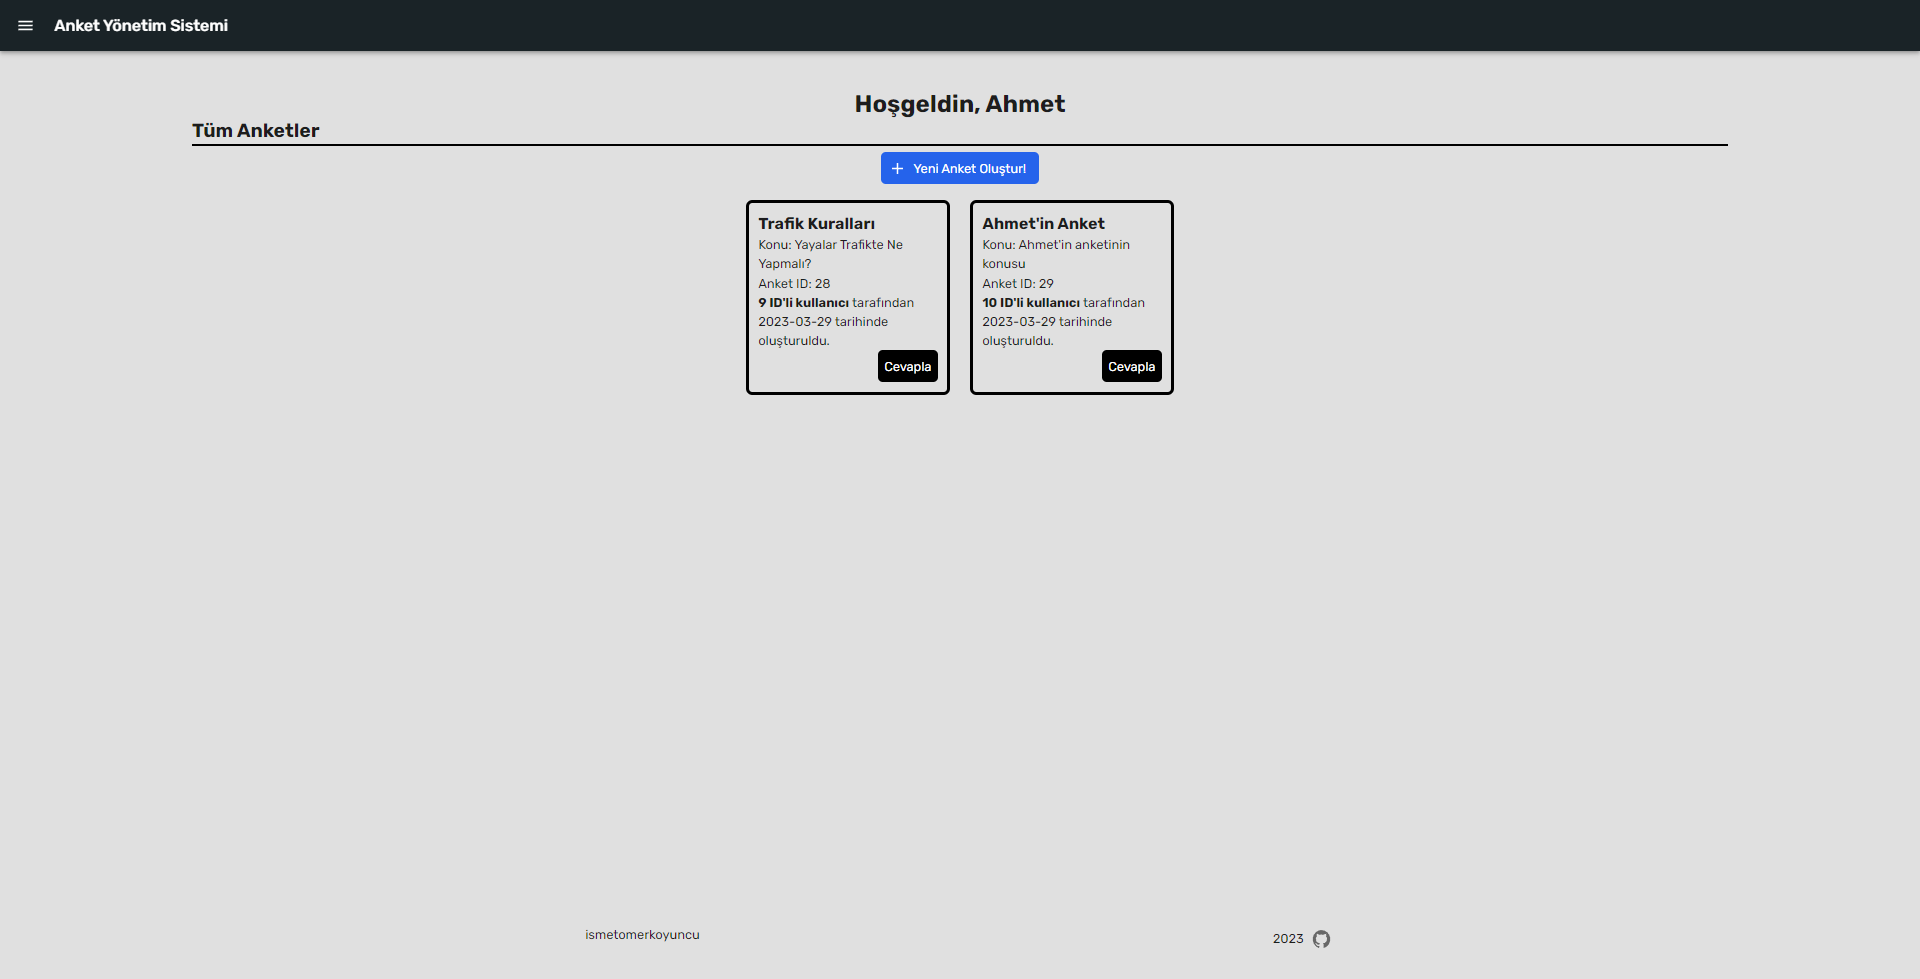 Anket Yönetim Sistemi
Hoşgeldin, Ahmet
Tüm Anketler
Yeni Anket Oluştur!
Trafik Kuralları
Konu: Yayalar Trafikte Ne
Yapmalı?
Anket ID: 28
9 ID'li kullanıcı tarafından
2023-03-29 tarihinde
oluşturuldu.
Cevapla
Ahmet'in Anket
Konu: Ahmet'in anketinin
konusu
Anket ID: 29
10 ID'li kullanıcı tarafından
2023-03-29 tarihinde
oluşturuldu.
Cevapla
ismetomerkoyuncu
2023